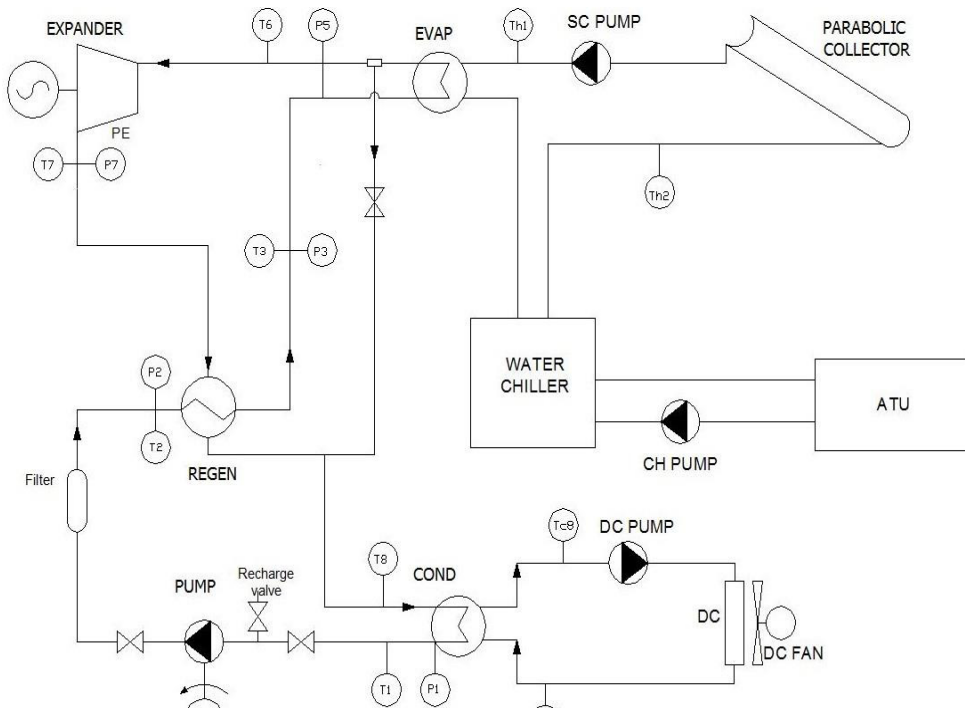 EXPANDER
T6
P5
EVAP
Th1
SC PUMP
PARABOLIC
COLLECTOR
PE
T7
P7
Th2
T3
P3
WATER
CHILLER
ATU
P2
T2
REGEN
CH PUMP
Filter
Tc9
DC PUMP
T8
COND
PUMP
Recharge
valve
DC
DC FAN
T1
P1